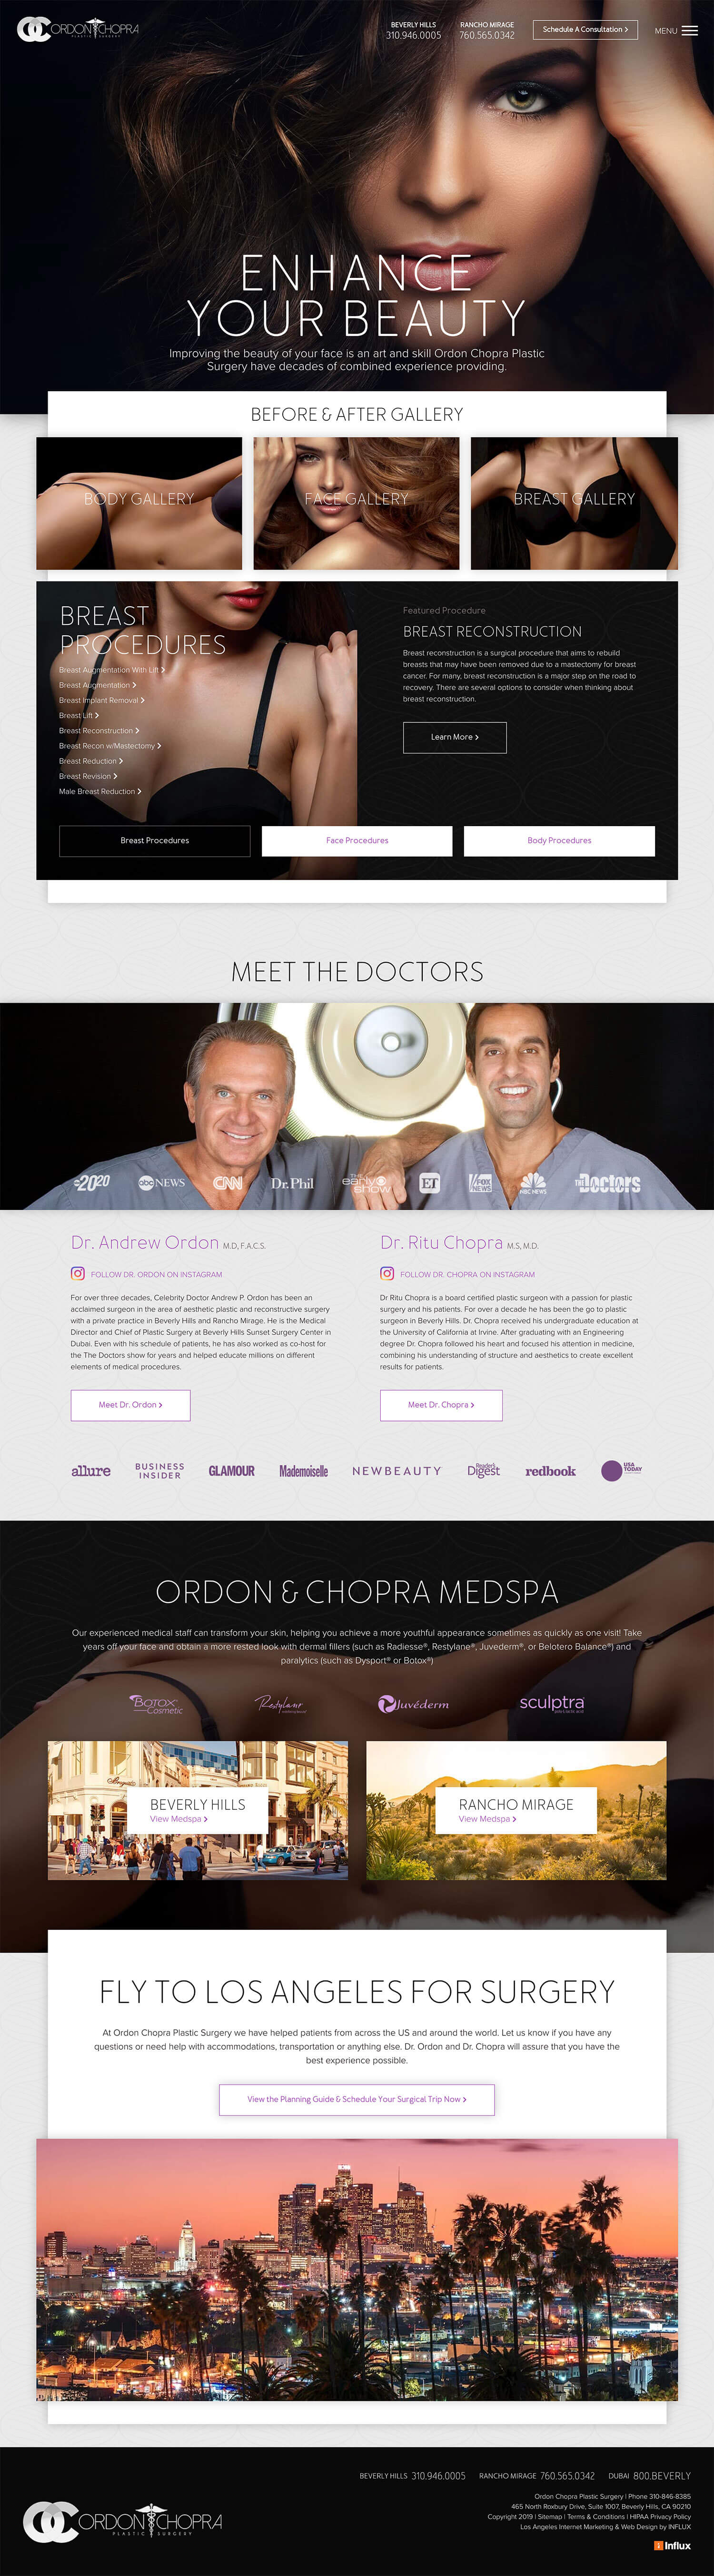 OC ORDON CHOPRA
PLASTIC SURGERY
BEVERLY HILLS
310.946.0005
RANCHO MIRAGE
760.565.0342
Schedule A Consultation >
MENU
ENHANCE
YOUR BEAUTY
Improving the beauty of your face is an art and skill Ordon Chopra Plastic
Surgery have decades of combined experience providing.
BEFORE & AFTER GALLERY
BODY GALLERY
FACE GALLERY
BREAST GALLERY
BREAST
PROCEDURES
Breast Augmentation With Lift >
Breast Augmentation >
Breast Implant Removal >
Breast Lift >
Breast Reconstruction >
Breast Recon w/Mastectomy >
Breast Reduction >
Breast Revision >
Male Breast Reduction >
Featured Procedure
BREAST RECONSTRUCTION
Breast reconstruction is a surgical procedure that aims to rebuild
breasts that may have been removed due to a mastectomy for breast
cancer. For many, breast reconstruction is a major step on the road to
recovery. There are several options to consider when thinking about
breast reconstruction.
Learn More >
Breast Procedures
Face Procedures
Body Procedures
MEET THE DOCTORS
2020
abc NEWS
CNN
Dr. Phil
THE early SHOW
ET
FOX NEWS
NBC NEWS
THE Doctors
Dr. Andrew Ordon M.D, F.A.C.S.
FOLLOW DR. ORDON ON INSTAGRAM
For over three decades, Celebrity Doctor Andrew P. Ordon has been an
acclaimed surgeon in the area of aesthetic plastic and reconstructive surgery
with a private practice in Beverly Hills and Rancho Mirage. He is the Medical
Director and Chief of Plastic Surgery at Beverly Hills Sunset Surgery Center in
Dubai. Even with his schedule of patients, he has also worked as co-host for
the The Doctors show for years and helped educate millions on different
elements of medical procedures.
Meet Dr. Ordon >
Dr. Ritu Chopra M.S, M.D.
FOLLOW DR. CHOPRA ON INSTAGRAM
Dr Ritu Chopra is a board certified plastic surgeon with a passion for plastic
surgery and his patients. For over a decade he has been the go to plastic
surgeon in Beverly Hills. Dr. Chopra received his undergraduate education at
the University of California at Irvine. After graduating with an Engineering
degree Dr. Chopra followed his heart and focused his attention in medicine,
combining his understanding of structure and aesthetics to create excellent
results for patients.
Meet Dr. Chopra >
allure
BUSINESS
INSIDER
GLAMOUR
Mademoiselle
NEWBEAUTY
Reader's
Digest
redbook
USA
TODAY
ORDON & CHOPRA MEDSPA
Our experienced medical staff can transform your skin, helping you achieve a more youthful appearance sometimes as quickly as one visit! Take
years off your face and obtain a more rested look with dermal fillers (such as Radiesse®, Restylane®, Juvederm®, or Belotero Balance®) and
paralytics (such as Dysport® or Botox®)
BOTOX
Cosmetic
Restylane
Juvéderm
sculptra
BEVERLY HILLS
View Medspa >
RANCHO MIRAGE
View Medspa >
FLY TO LOS ANGELES FOR SURGERY
At Ordon Chopra Plastic Surgery we have helped patients from across the US and around the world. Let us know if you have any
questions or need help with accommodations, transportation or anything else. Dr. Ordon and Dr. Chopra will assure that you have the
best experience possible.
View the Planning Guide & Schedule Your Surgical Trip Now >
BEVERLY HILLS 310.946.0005 RANCHO MIRAGE 760.565.0342 DUBAI 800.BEVERLY
OC ORDON CHOPRA
PLASTIC SURGERY
Ordon Chopra Plastic Surgery | Phone 310-846-8385
465 North Roxbury Drive, Suite 1007, Beverly Hills, CA 90210
Copyright 2019 | Sitemap | Terms & Conditions | HIPAA Privacy Policy
Los Angeles Internet Marketing & Web Design by INFLUX
Influx